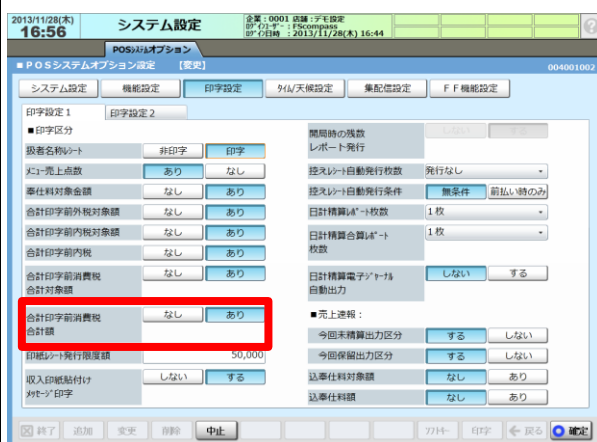 2013/11/28(木)
16:56
システム設定
企業：0001 店舗：デモ設定
ﾛｸﾞｲﾝﾕｰｻﾞｰ：FScompass
ﾛｸﾞｲﾝ日時 ：2013/11/28(木) 16:44
POSｼｽﾃﾑオプション
■ＰＯＳシステムオプション設定 【変更】
004001002
システム設定 機能設定 印字設定 ﾀｲﾑ/天候設定 集配信設定 ＦＦ機能設定
印字設定１ 印字設定２
■印字区分
扱者名称ﾚｼｰﾄ 非印字 印字
ﾒﾆｭｰ売上点数 あり なし
奉仕料対象金額 なし あり
合計印字前外税対象額 なし あり
合計印字前内税対象額 なし あり
合計印字前内税 なし あり
合計印字前消費税
合計対象額
なし あり
合計印字前消費税
合計額
なし あり
印紙ﾚｼｰﾄ発行限度額 50,000
収入印紙貼付け
ﾒｯｾｰｼﾞ印字
しない する
開局時の残数
レポート発行
しない する
控えﾚｼｰﾄ自動発行枚数 発行なし
控えﾚｼｰﾄ自動発行条件 無条件 前払い時のみ
日計精算ﾚﾎﾟｰﾄ枚数 1枚
日計精算合算ﾚﾎﾟｰﾄ
枚数
1枚
日計精算電子ｼﾞｬｰﾅﾙ
自動出力
しない する
■売上速報：
今回未精算出力区分 する しない
今回保留出力区分 する しない
込奉仕料対象額 なし あり
込奉仕料額 なし あり
終了 追加 変更 削除 中止 ｿﾌﾄｷｰ 印字 戻る 確定